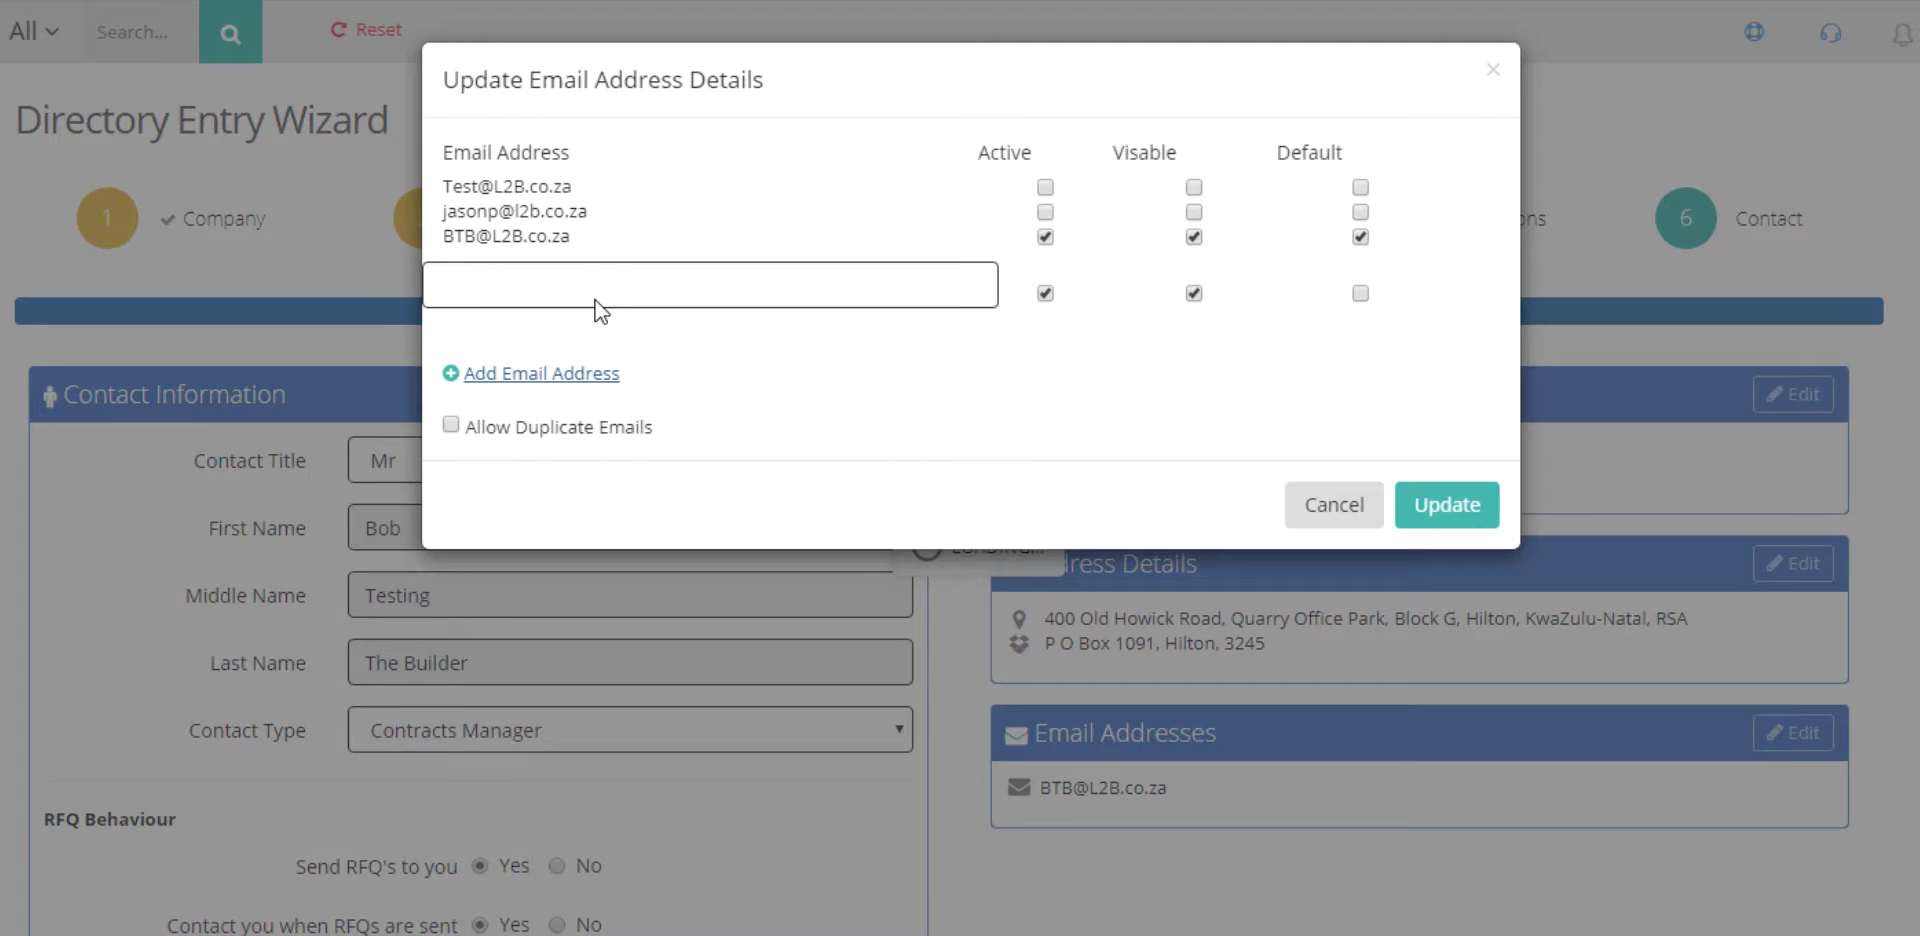 All
Search...
Reset
Update Email Address Details
Directory Entry Wizard
Email Address Active Visable Default
Test@L2B.co.za
jasonp@l2b.co.za
BTB@L2B.co.za
1 Company
6 Contact
Add Email Address
Allow Duplicate Emails
Cancel Update
Contact Information
Edit
Contact Title Mr
First Name Bob
Middle Name Testing
Last Name The Builder
Contact Type Contracts Manager
RFQ Behaviour
Send RFQ's to you Yes No
Contact you when RFQs are sent Yes No
ress Details Edit
400 Old Howick Road, Quarry Office Park, Block G, Hilton, KwaZulu-Natal, RSA
P O Box 1091, Hilton, 3245
Email Addresses Edit
BTB@L2B.co.za